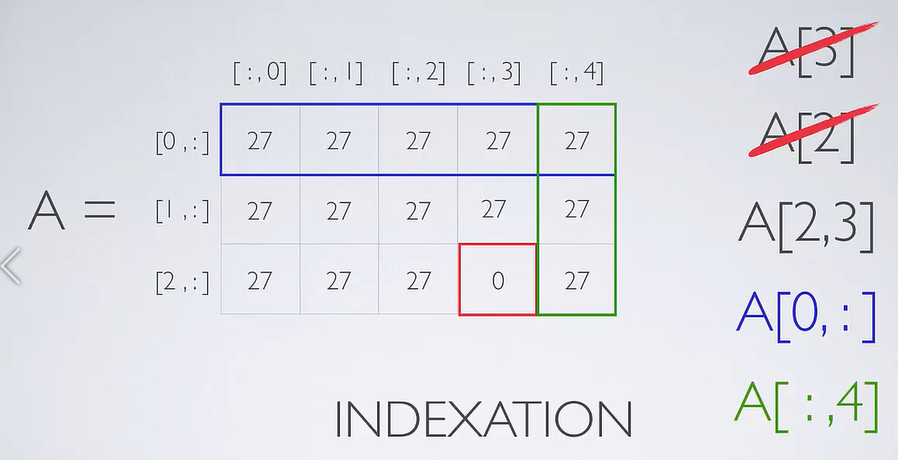 [:,0] [:,1] [:,2] [:,3] [:,4]
[0,:] 27 27 27 27 27
A = [1,:] 27 27 27 27 27
[2,:] 27 27 27 0 27
INDEXATION
A[3]
A[2]
A[2,3]
A[0,:]
A[:,4]